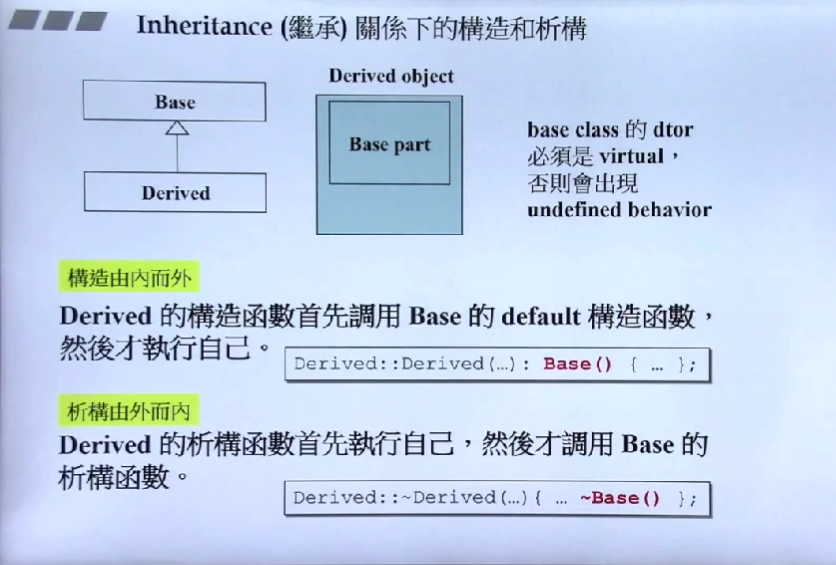 Inheritance (繼承) 關係下的構造和析構
Base
Derived
Derived object
Base part
base class 的 dtor
必須是 virtual，
否則會出現
undefined behavior
構造由內而外
Derived 的構造函數首先調用 Base 的 default 構造函數，
然後才執行自己。
Derived::Derived(…): Base() { … };
析構由外而內
Derived 的析構函數首先執行自己，然後才調用 Base 的
析構函數。
Derived::~Derived(…){ … ~Base() };